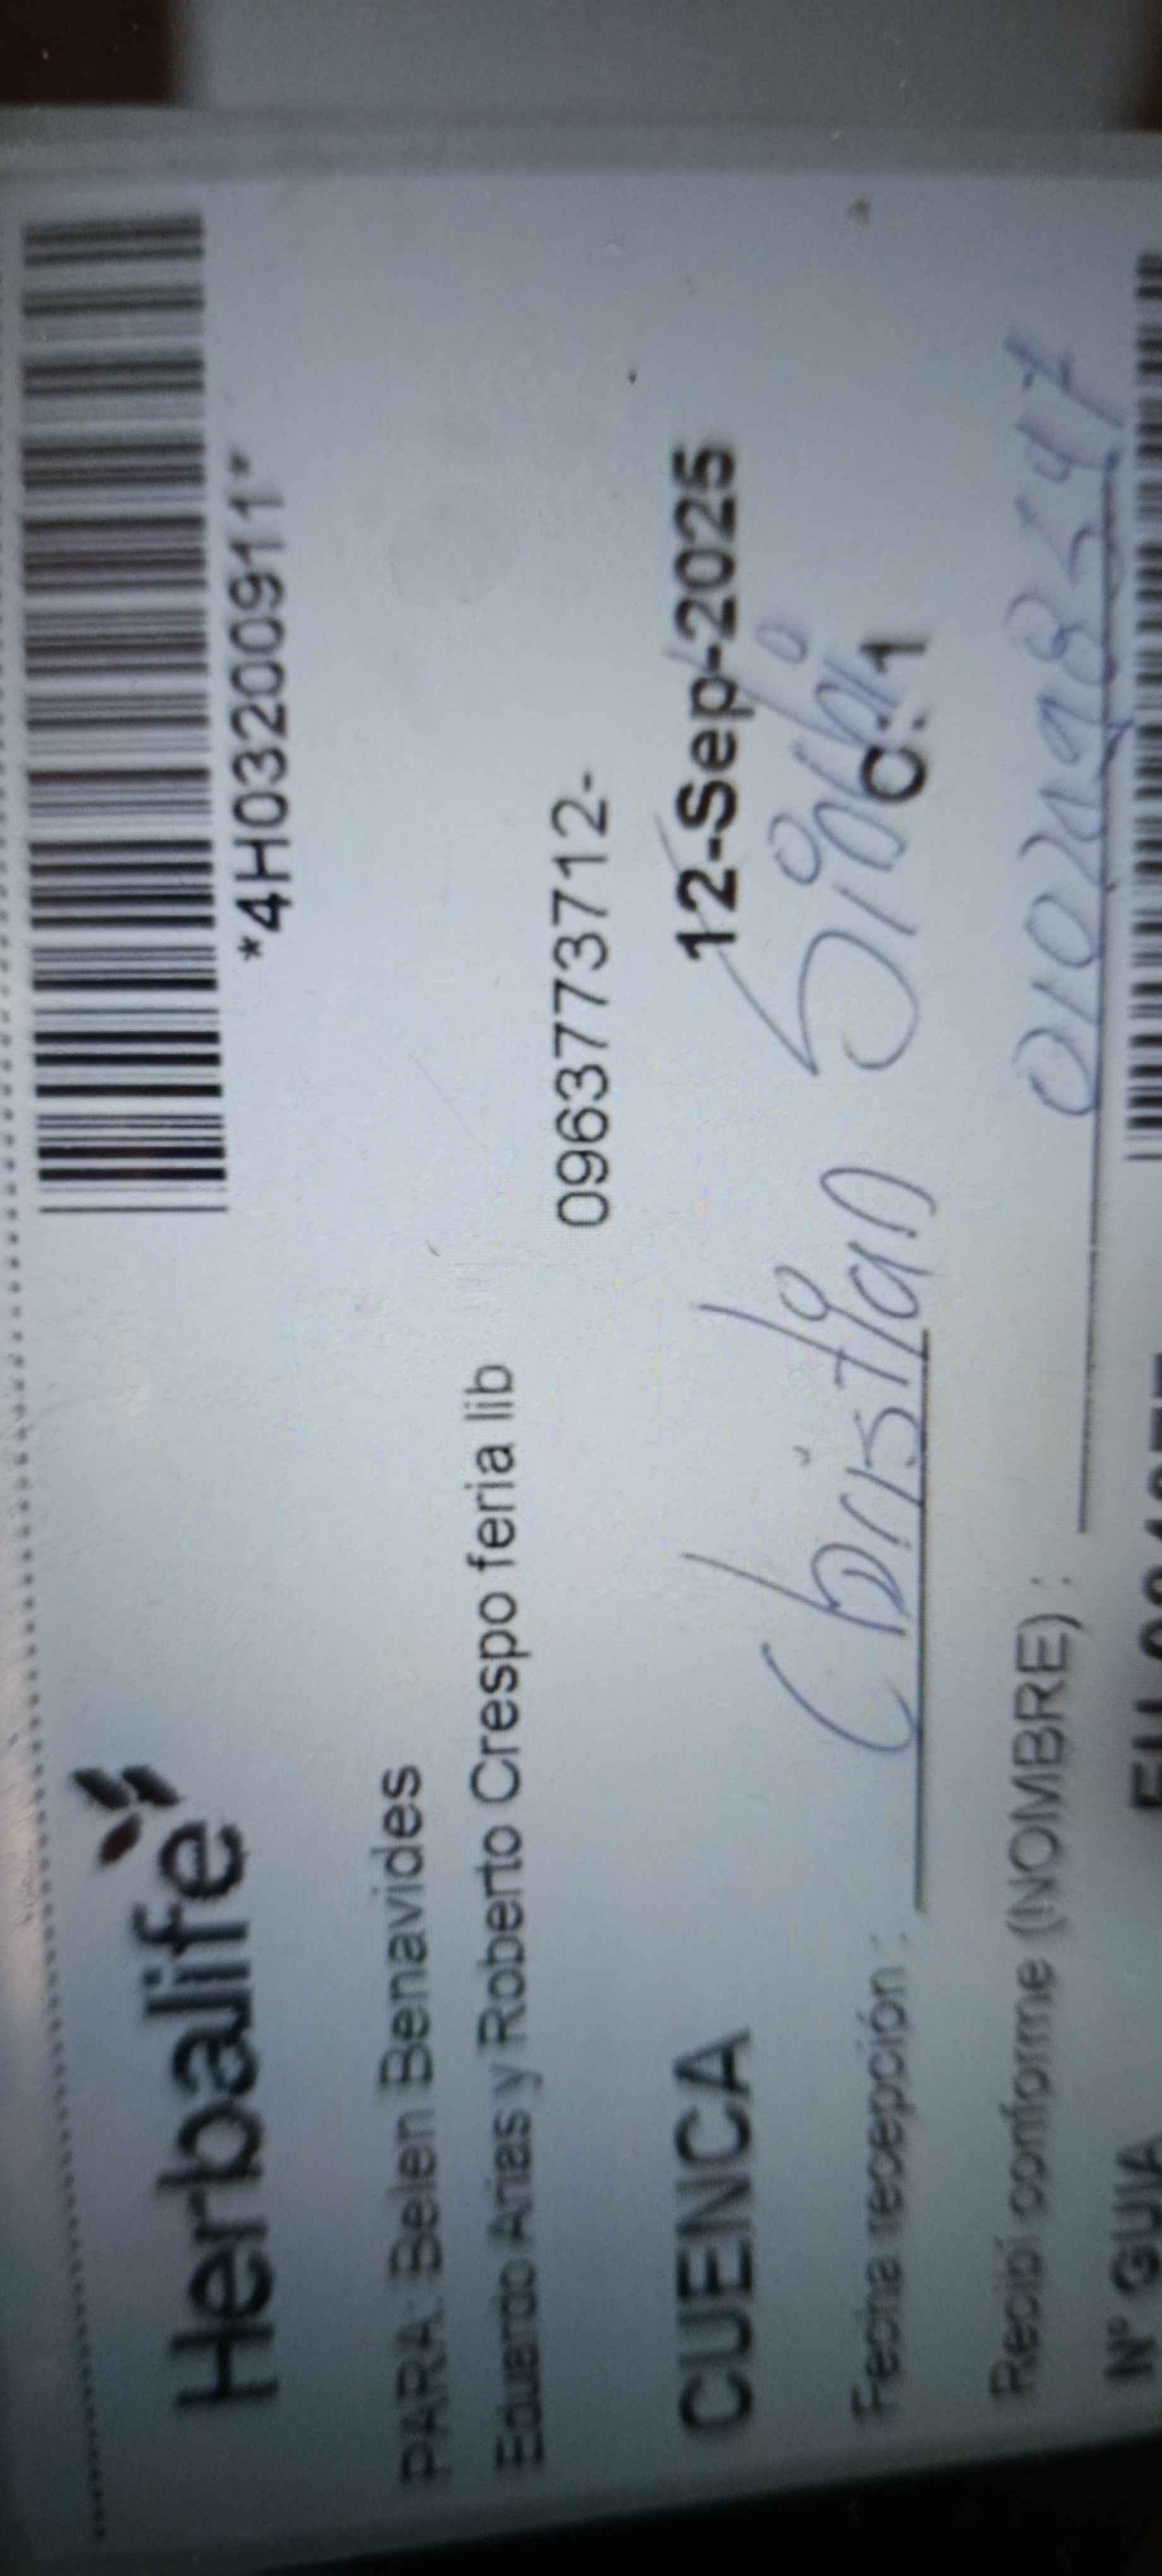 Herbalife
*4H03200911*
PARA: Belen Benavides
Eduardo Arias y Roberto Crespo feria lib
0963773712-
CUENCA
12-Sep-2025
Fecha recepción :
Christian
C:1
Recibí conforme (NOMBRE) :
N° GUIA